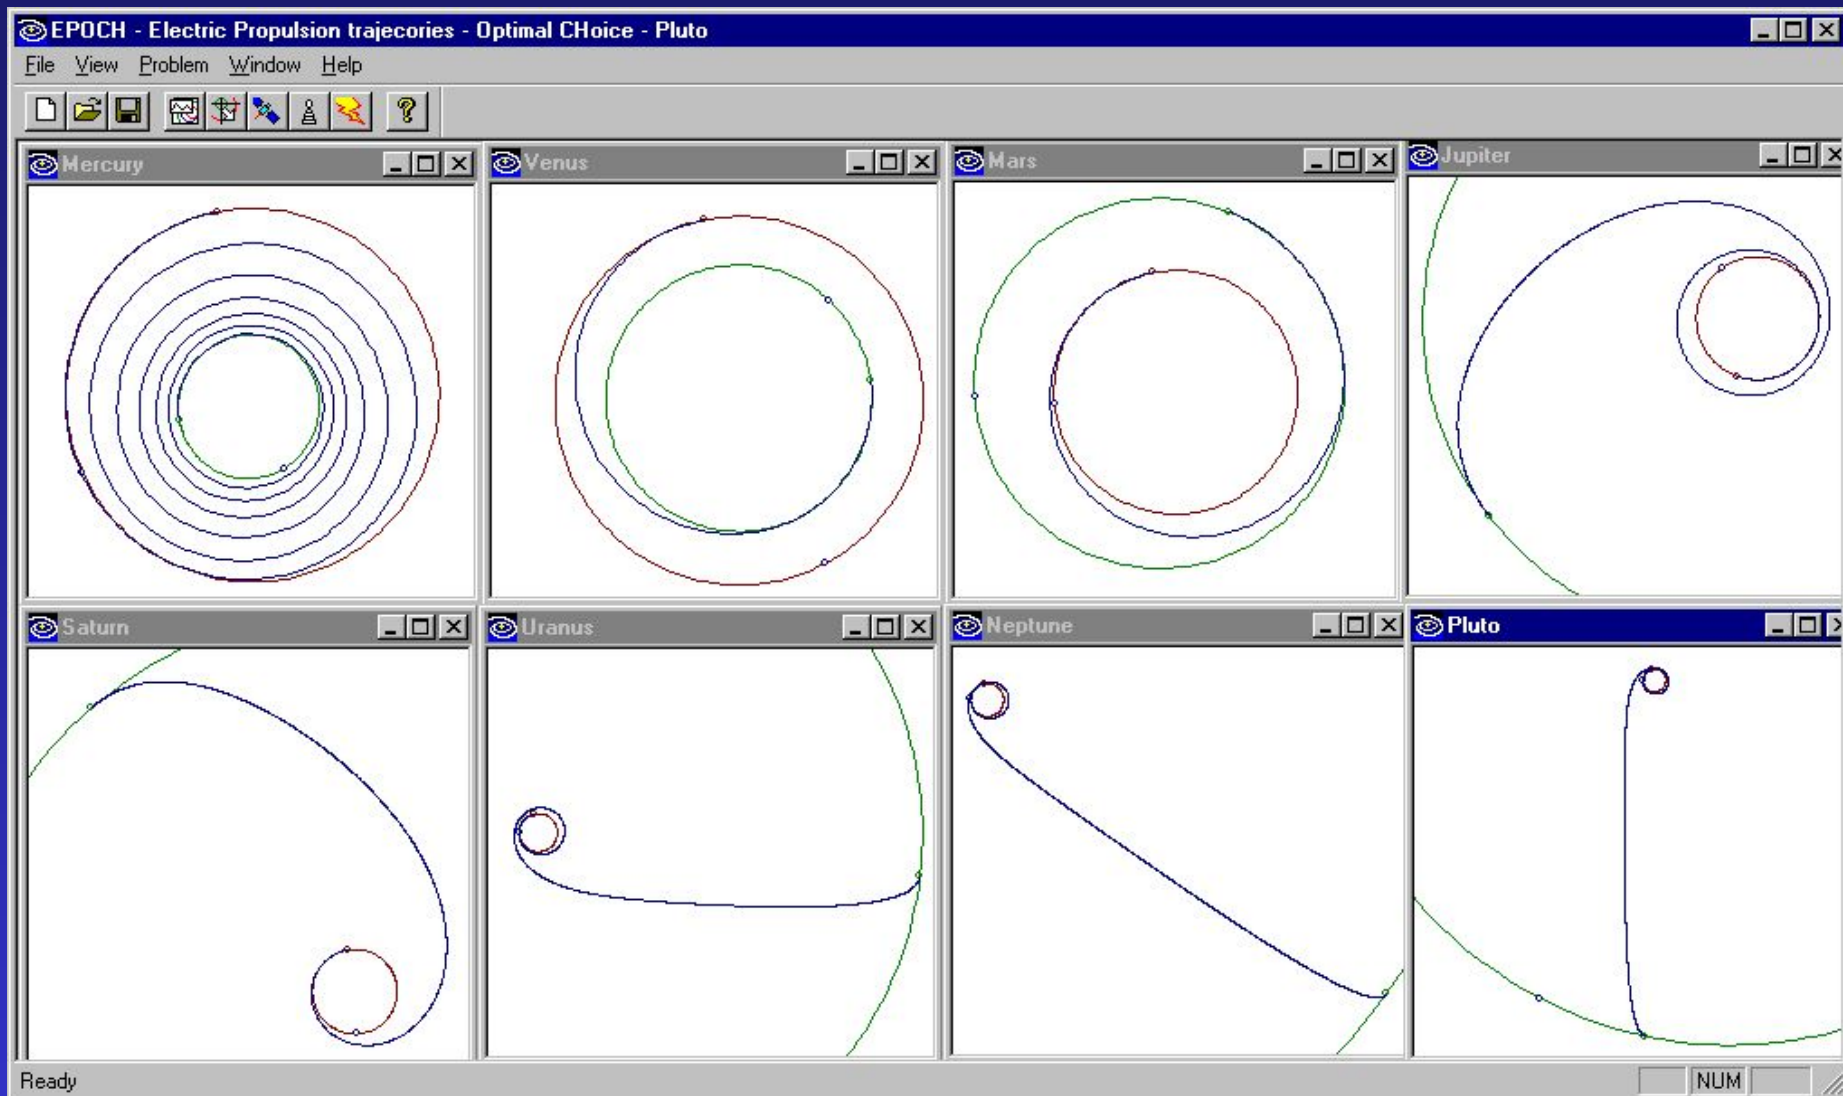 EPOCH - Electric Propulsion trajecories - Optimal CHoice - Pluto
File View Problem Window Help
Mercury
Venus
Mars
Jupiter
Saturn
Uranus
Neptune
Pluto
Ready
NUM